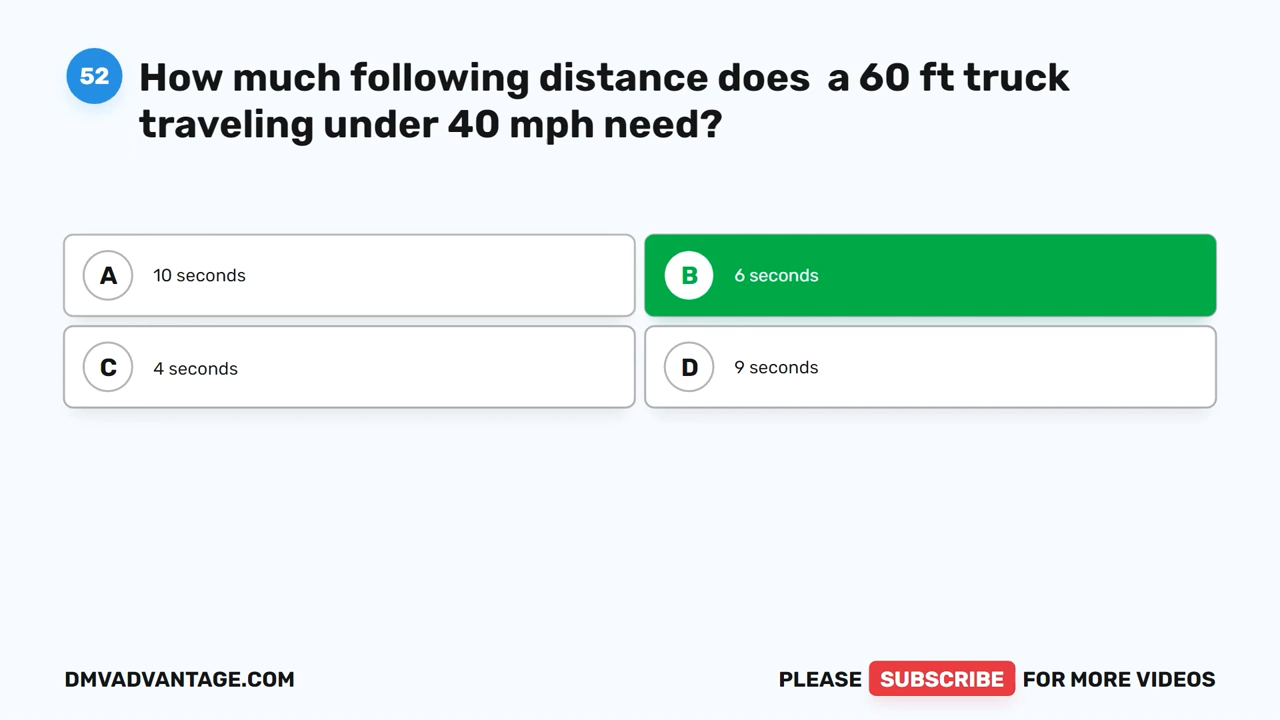 52
How much following distance does  a 60 ft truck
traveling under 40 mph need?
A 10 seconds
B 6 seconds
C 4 seconds
D 9 seconds
DMVADVANTAGE.COM
PLEASE SUBSCRIBE FOR MORE VIDEOS